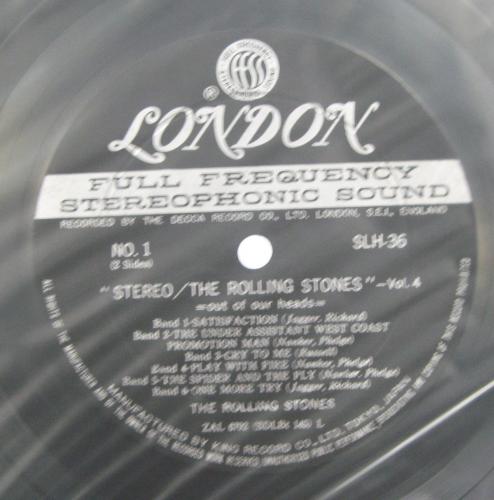 FULL FREQUENCY STEREOPHONIC SOUND
®
LONDON
FULL FREQUENCY
STEREOPHONIC SOUND
RECORDED BY THE DECCA RECORD CO., LTD. LONDON, S.E.1, ENGLAND
NO. 1
(2 Sides)
SLH-36
"STEREO/THE ROLLING STONES"-Vol. 4
=out of our heads=
Band 1-SATISFACTION (Jagger, Richard)
Band 2-THE UNDER ASSISTANT WEST COAST
PROMOTION MAN (Nanker, Phelge)
Band 3-CRY TO ME (Russell)
Band 4-PLAY WITH FIRE (Nanker, Phelge)
Band 5-THE SPIDER AND THE FLY (Nanker, Phelge)
Band 6-ONE MORE TRY (Jagger, Richard)
THE ROLLING STONES
MANUFACTURED BY KING RECORD CO., LTD., TOKYO, JAPAN